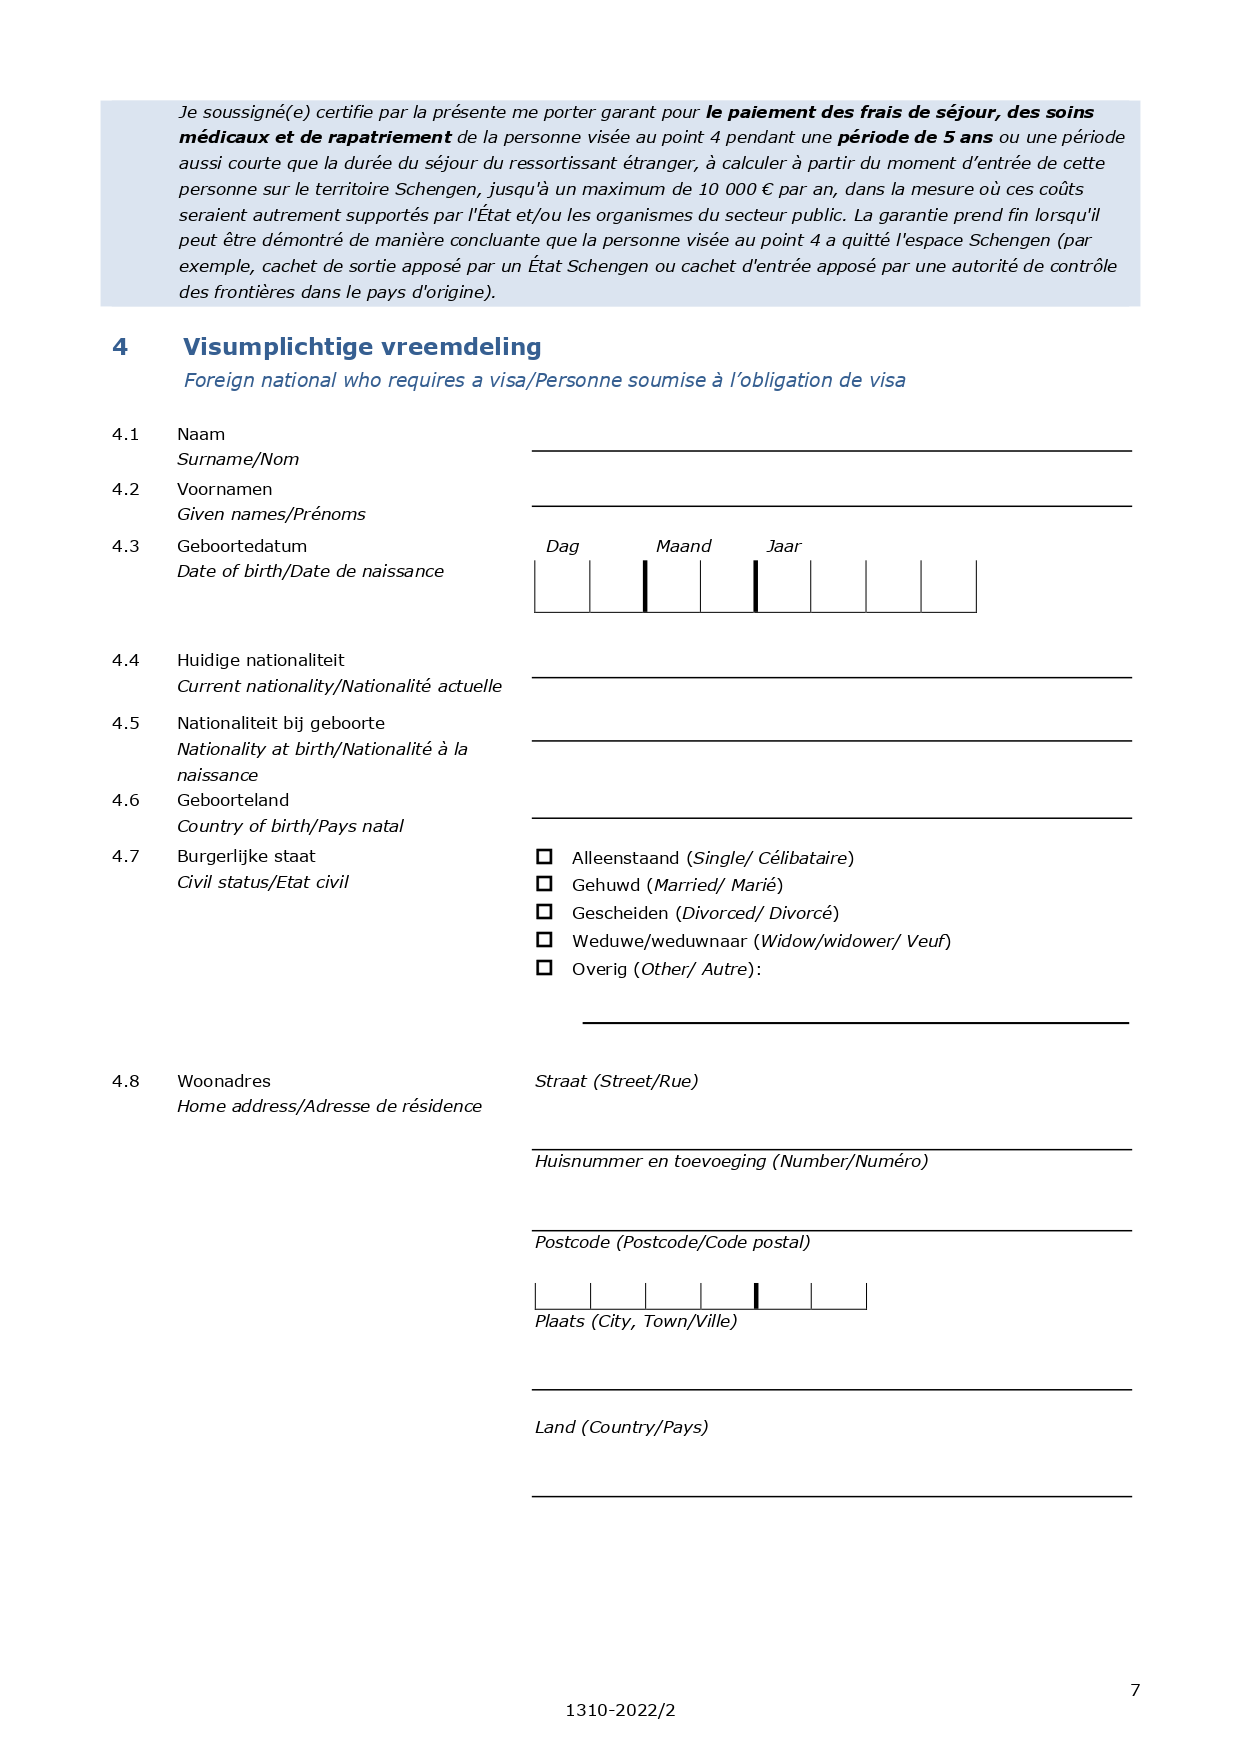 Je soussigné(e) certifie par la présente me porter garant pour le paiement des frais de séjour, des soins
médicaux et de rapatriement de la personne visée au point 4 pendant une période de 5 ans ou une période
aussi courte que la durée du séjour du ressortissant étranger, à calculer à partir du moment d’entrée de cette
personne sur le territoire Schengen, jusqu'à un maximum de 10 000 € par an, dans la mesure où ces coûts
seraient autrement supportés par l'État et/ou les organismes du secteur public. La garantie prend fin lorsqu'il
peut être démontré de manière concluante que la personne visée au point 4 a quitté l'espace Schengen (par
exemple, cachet de sortie apposé par un État Schengen ou cachet d'entrée apposé par une autorité de contrôle
des frontières dans le pays d'origine).
4 Visumplichtige vreemdeling
Foreign national who requires a visa/Personne soumise à l’obligation de visa
4.1 Naam
Surname/Nom
4.2 Voornamen
Given names/Prénoms
4.3 Geboortedatum Dag Maand Jaar
Date of birth/Date de naissance
4.4 Huidige nationaliteit
Current nationality/Nationalité actuelle
4.5 Nationaliteit bij geboorte
Nationality at birth/Nationalité à la
naissance
4.6 Geboorteland
Country of birth/Pays natal
4.7 Burgerlijke staat
Civil status/Etat civil
Alleenstaand (Single/ Célibataire)
Gehuwd (Married/ Marié)
Gescheiden (Divorced/ Divorcé)
Weduwe/weduwnaar (Widow/widower/ Veuf)
Overig (Other/ Autre):
4.8 Woonadres
Home address/Adresse de résidence
Straat (Street/Rue)
Huisnummer en toevoeging (Number/Numéro)
Postcode (Postcode/Code postal)
Plaats (City, Town/Ville)
Land (Country/Pays)
7
1310-2022/2